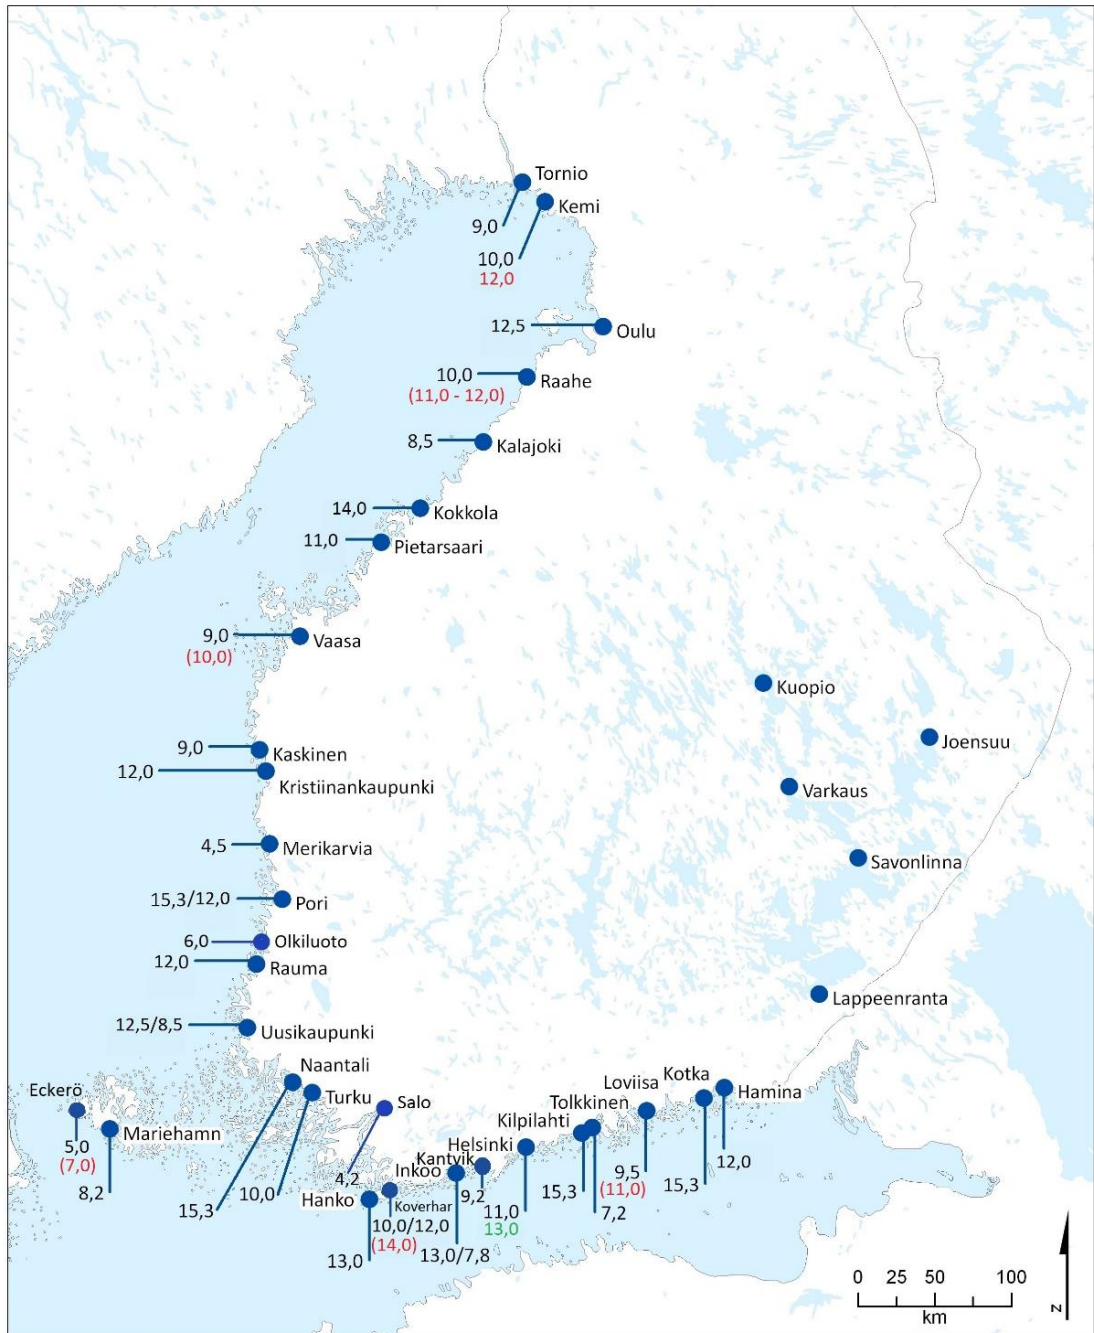 Tornio
Kemi
9,0
10,0
12,0
12,5
Oulu
10,0
Raahe
(11,0 - 12,0)
8,5
Kalajoki
14,0
Kokkola
11,0
Pietarsaari
9,0
Vaasa
(10,0)
Kuopio
9,0
Kaskinen
Joensuu
12,0
Kristiinankaupunki
Varkaus
4,5
Merikarvia
Savonlinna
15,3/12,0
Pori
6,0
Olkiluoto
12,0
Rauma
Lappeenranta
12,5/8,5
Uusikaupunki
Naantali
Eckerö
Turku
Salo
Loviisa
Kotka
Hamina
Tolkkinen
Kilpilahti
Mariehamn
5,0
(7,0)
8,2
Helsinki
Kantvik
Inkoo
4,2
15,3
10,0
Hanko
Koverhar
10,0/12,0
(14,0)
13,0
13,0/7,8
9,2
11,0
13,0
15,3
7,2
9,5
(11,0)
15,3
12,0
0 25 50 100
km
N